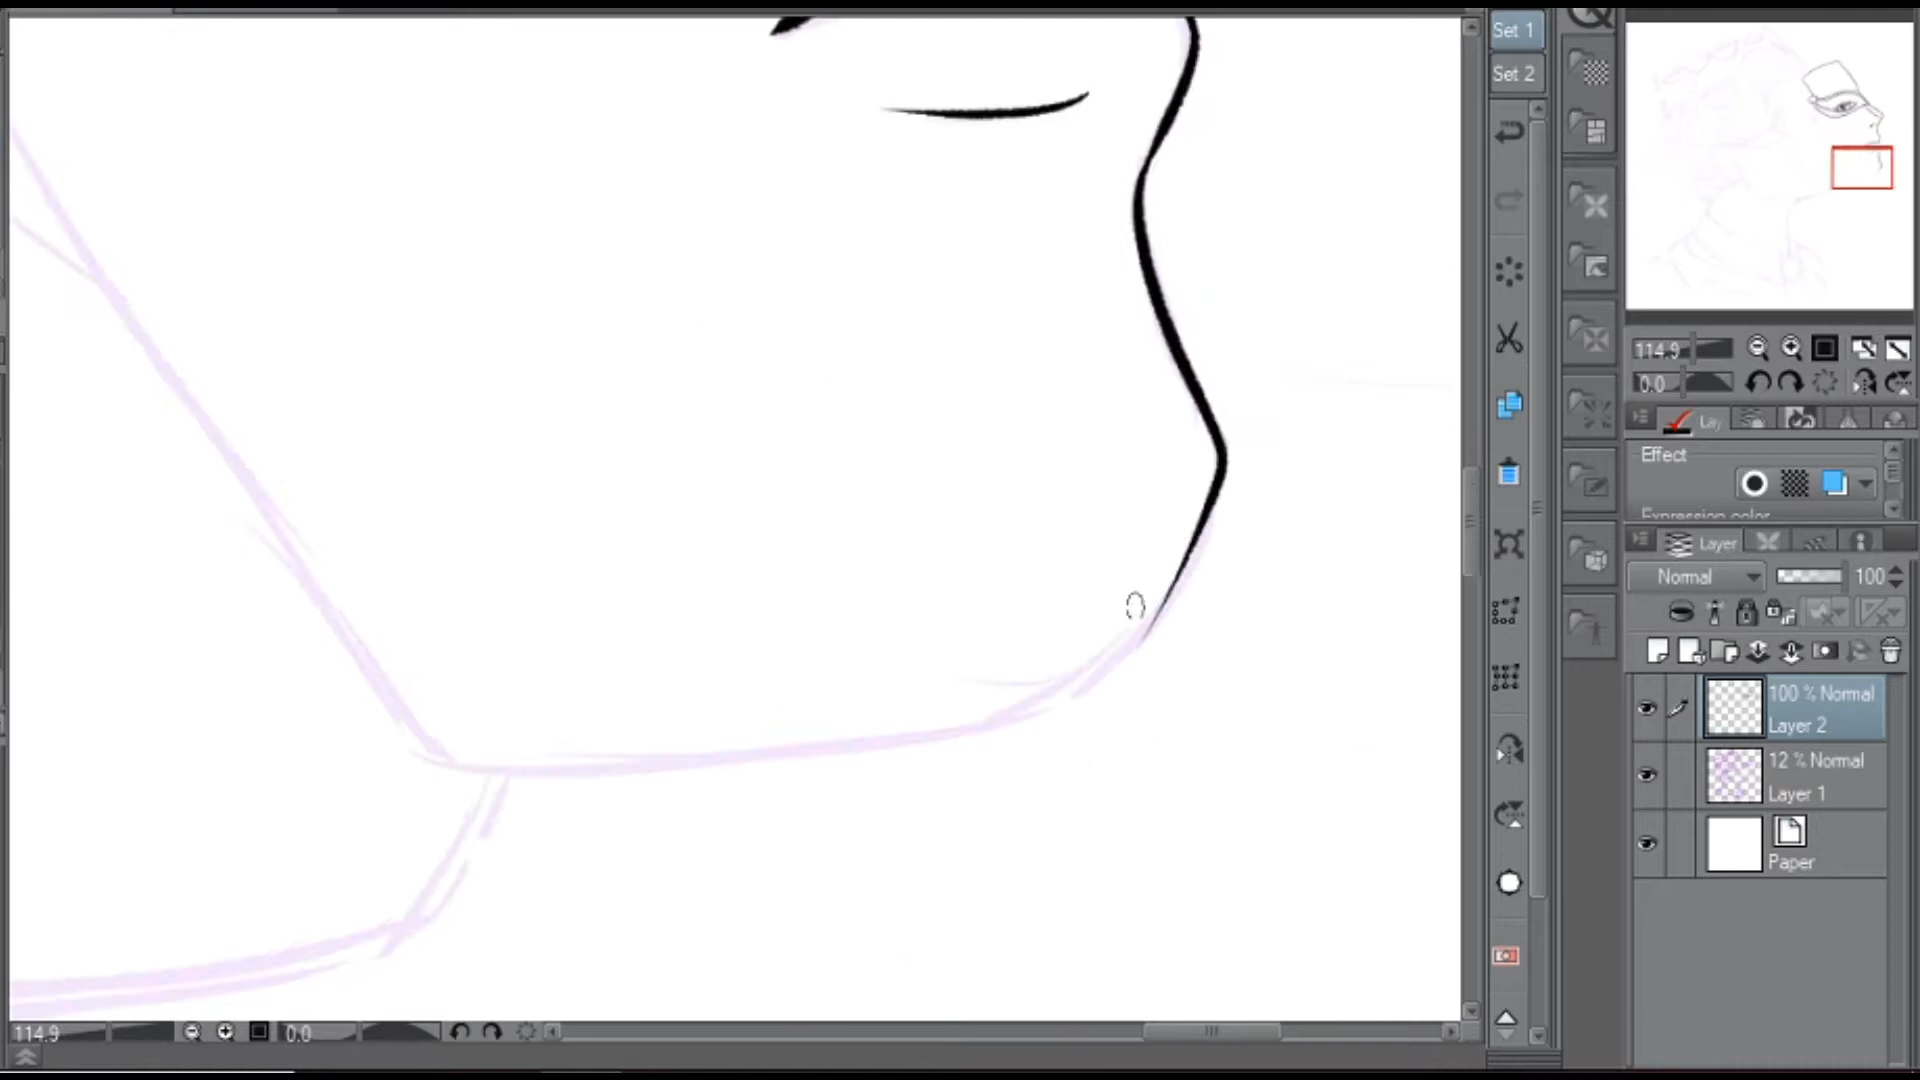 Set 1
Set 2
114.9
0.0
Lay
Effect
Expression color
Layer
Normal
100
100 % Normal
Layer 2
12 % Normal
Layer 1
Paper
114.9
0.0